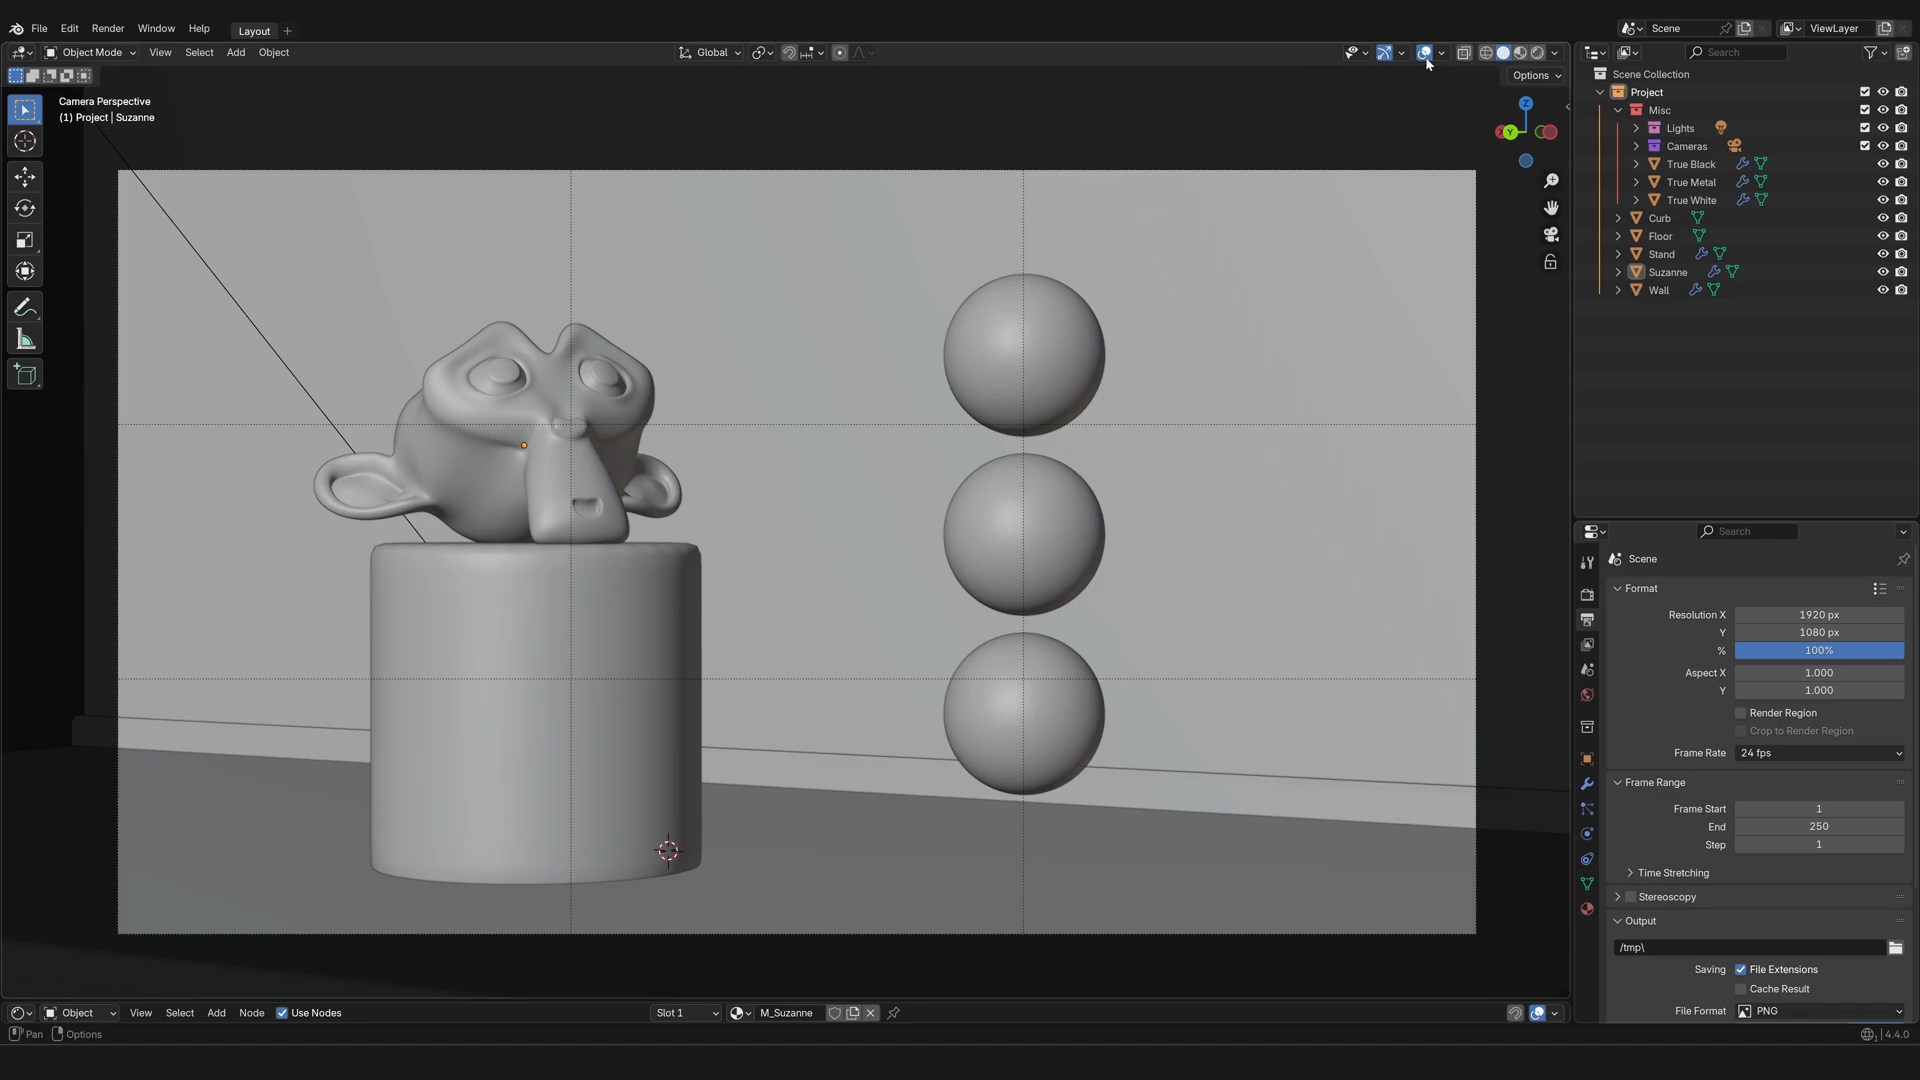 File Edit Render Window Help Layout + Scene ViewLayer
Object Mode View Select Add Object Global Search
Options
Camera Perspective
(1) Project | Suzanne
Z
Y
Scene Collection
Project
Misc
Lights
Cameras
True Black
True Metal
True White
Curb
Floor
Stand
Suzanne
Wall
Search
Scene
Format
Resolution X 1920 px
Y 1080 px
% 100%
Aspect X 1.000
Y 1.000
Render Region
Crop to Render Region
Frame Rate 24 fps
Frame Range
Frame Start 1
End 250
Step 1
Time Stretching
Stereoscopy
Output
/tmp\
Saving File Extensions
Cache Result
File Format PNG
Object View Select Add Node Use Nodes Slot 1 M_Suzanne
Pan Options 4.4.0